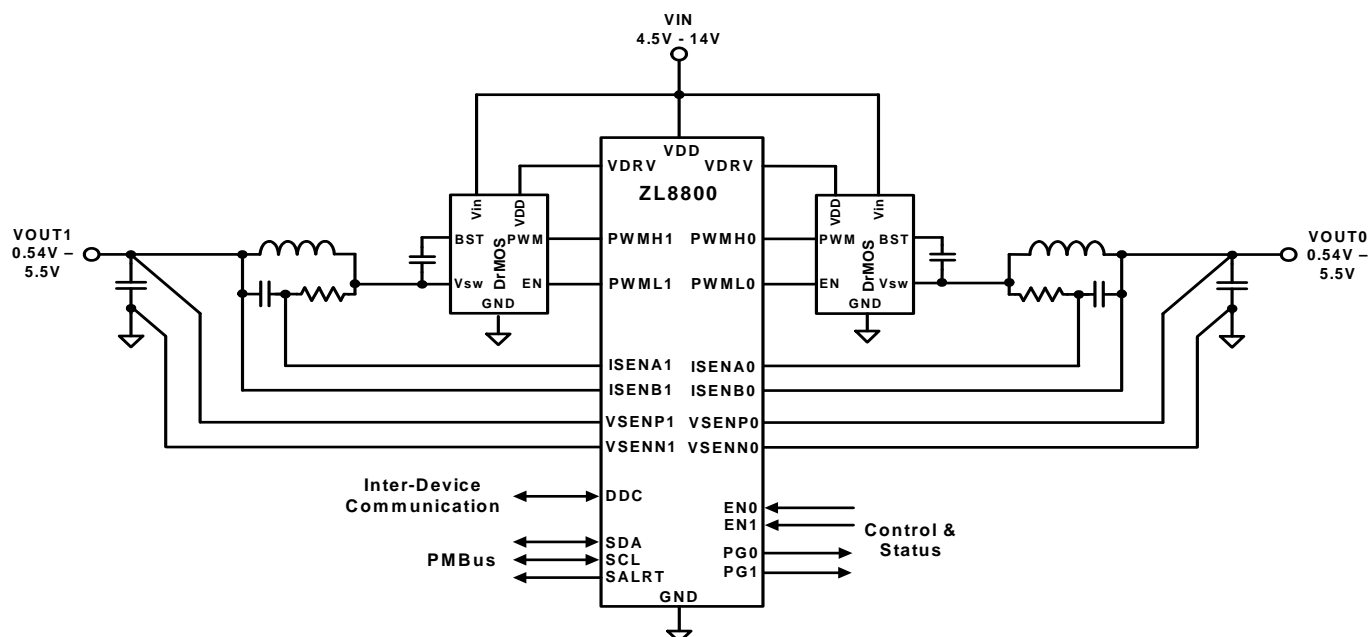 VIN
4.5V - 14V
VDD
VDRV
VDRV
ZL8800
Vin
VDD
BST
PWM
DrMOS
Vsw
EN
GND
VDD
Vin
PWM
BST
DrMOS
EN
Vsw
GND
PWMH1
PWMH0
PWML1
PWML0
VOUT1
0.54V –
5.5V
VOUT0
0.54V –
5.5V
ISENA1
ISENA0
ISENB1
ISENB0
VSENP1
VSENP0
VSENN1
VSENN0
Inter-Device
Communication
DDC
EN0
EN1
Control &
Status
PMBus
SDA
SCL
SALRT
PG0
PG1
GND